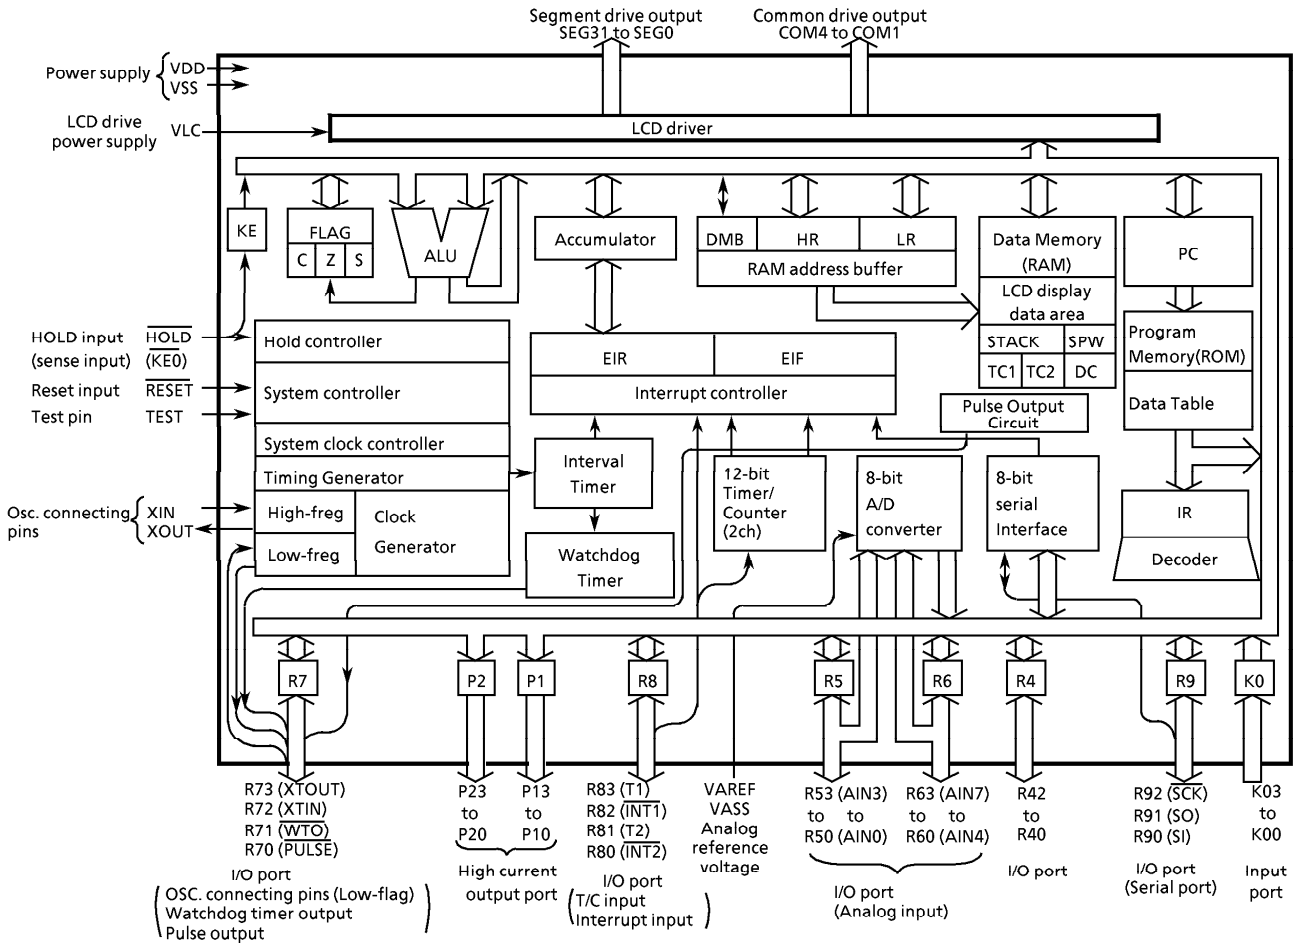 Segment drive output
SEG31 to SEG0
Common drive output
COM4 to COM1
Power supply
VDD
VSS
LCD drive
power supply
VLC
LCD driver
KE
FLAG
C Z S
ALU
Accumulator
DMB HR LR
RAM address buffer
Data Memory
(RAM)
LCD display
data area
STACK SPW
TC1 TC2 DC
PC
Program
Memory(ROM)
Data Table
HOLD input HOLD
(sense input) (KE0)
Reset input RESET
Test pin TEST
Hold controller
System controller
System clock controller
Timing Generator
High-freq
Low-freq
Clock
Generator
Osc. connecting
pins
XIN
XOUT
EIR EIF
Interrupt controller
Interval
Timer
Watchdog
Timer
12-bit
Timer/
Counter
(2ch)
8-bit
A/D
converter
Pulse Output
Circuit
8-bit
serial
Interface
IR
Decoder
R7 P2 P1 R8 R5 R6 R4 R9 K0
R73 (XTOUT)
R72 (XTIN)
R71 (WTO)
R70 (PULSE)
I/O port
OSC. connecting pins (Low-flag)
Watchdog timer output
Pulse output
P23
to
P20
P13
to
P10
High current
output port
R83 (T1)
R82 (INT1)
R81 (T2)
R80 (INT2)
I/O port
T/C input
Interrupt input
VAREF
VASS
Analog
reference
voltage
R53 (AIN3)
to to
R50 (AIN0)
R63 (AIN7)
to to
R60 (AIN4)
I/O port
(Analog input)
R42
to
R40
I/O port
R92 (SCK)
R91 (SO)
R90 (SI)
I/O port
(Serial port)
K03
to
K00
Input
port